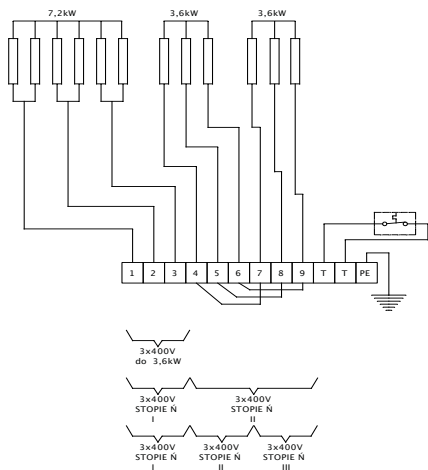 7,2kW 3,6kW 3,6kW
1 2 3 4 5 6 7 8 9 T T PE
3x400V
do 3,6kW
3x400V 3x400V
STOPIE Ń STOPIE Ń
I II
3x400V 3x400V 3x400V
STOPIE Ń STOPIE Ń STOPIE Ń
I II III